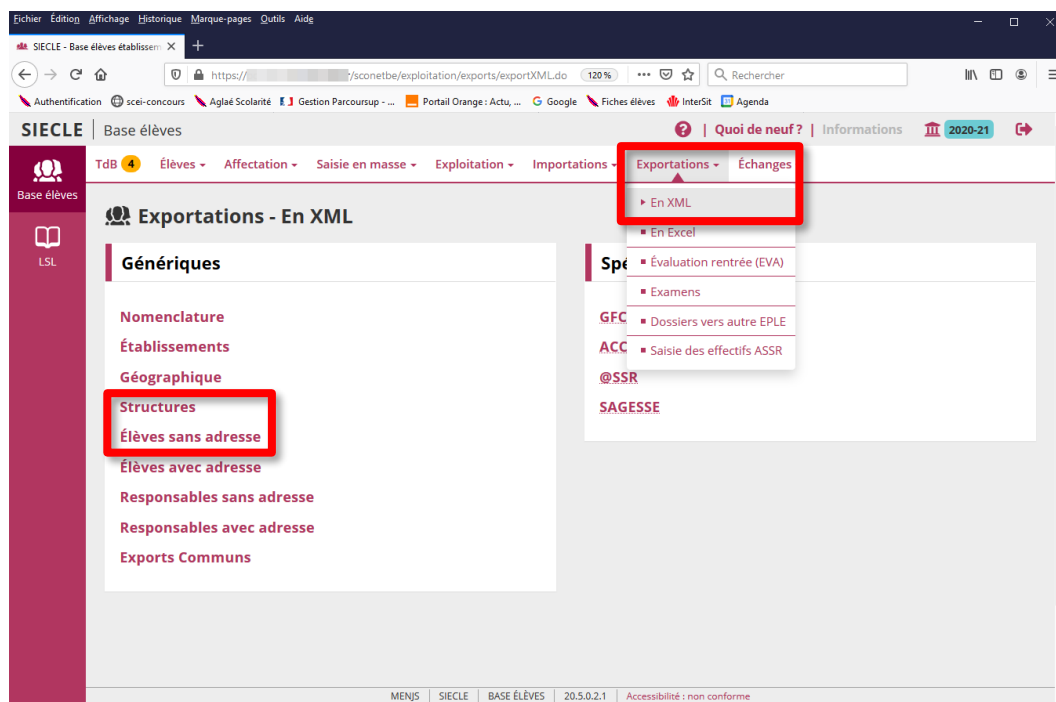 Fichier Édition Affichage Historique Marque-pages Outils Aide
SIECLE - Base élèves établissem
https:// /sconetbe/exploitation/exports/exportXML.do 120 % Rechercher
Authentification scei-concours Aglaé Scolarité Gestion Parcoursup - ... Portail Orange : Actu, ... Google Fiches élèves InterSit Agenda
SIECLE Base élèves ? | Quoi de neuf ? | Informations 2020-21
TdB 4 Élèves Affectation Saisie en masse Exploitation Importations Exportations Échanges
Base élèves
LSL
En XML
En Excel
Évaluation rentrée (EVA)
Examens
Dossiers vers autre EPLE
Saisie des effectifs ASSR
Exportations - En XML
Génériques
Nomenclature
Établissements
Géographique
Structures
Élèves sans adresse
Élèves avec adresse
Responsables sans adresse
Responsables avec adresse
Exports Communs
Spé
GFC
ACC
@SSR
SAGESSE
MENJS | SIECLE | BASE ÉLÈVES | 20.5.0.2.1 | Accessibilité : non conforme